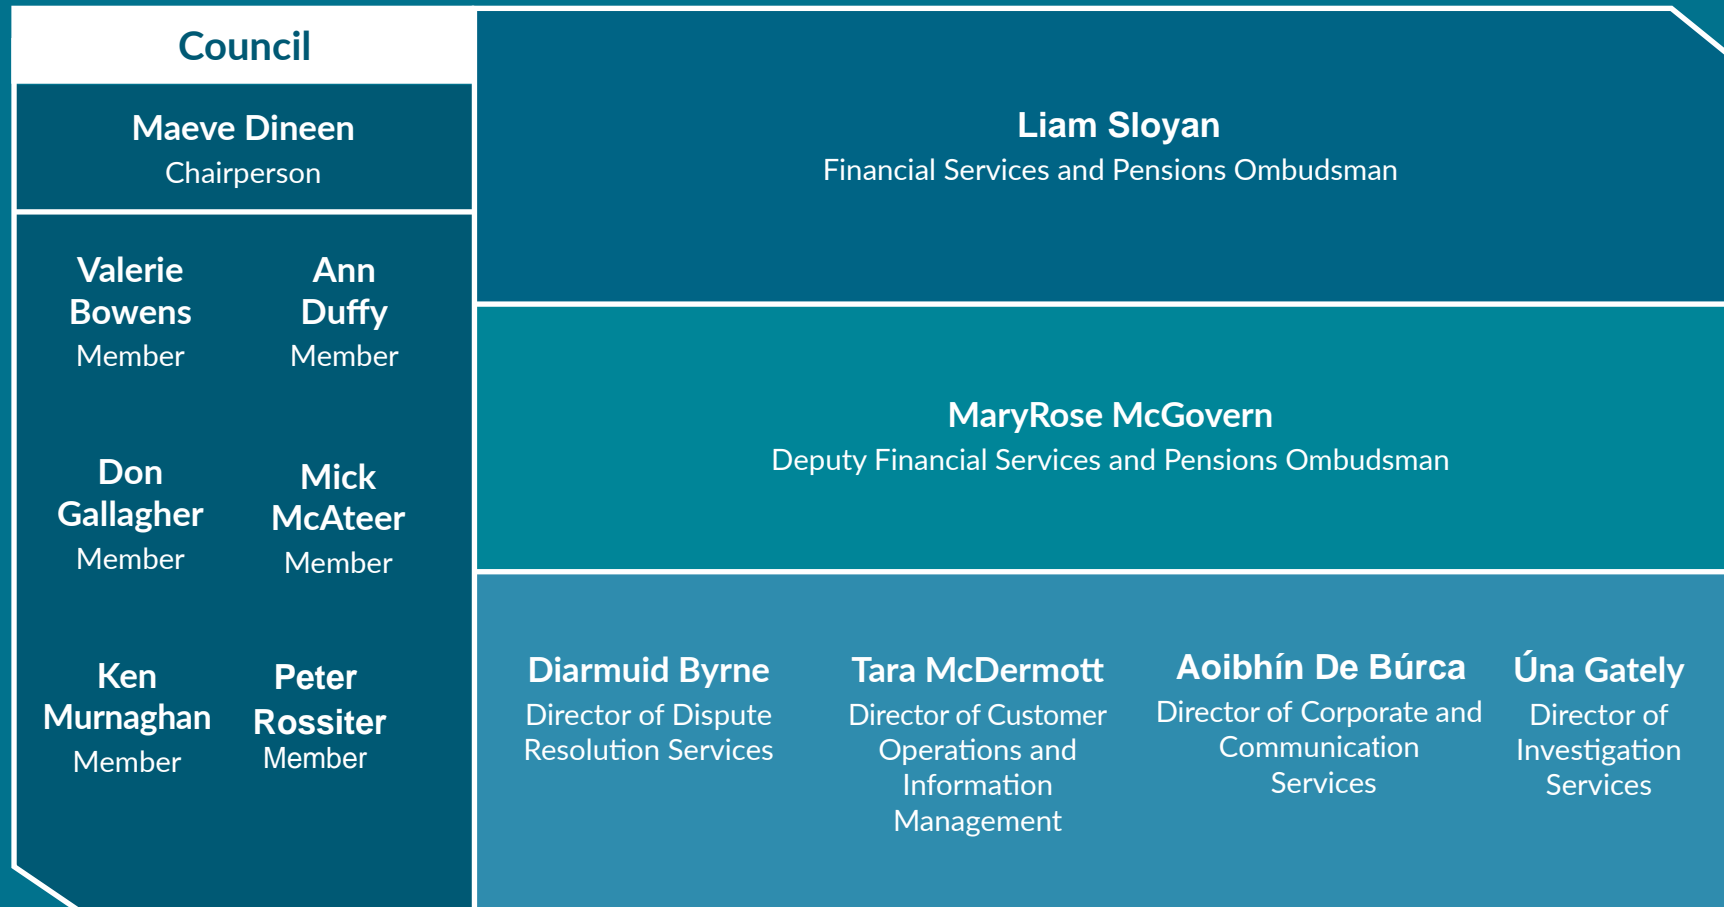 Council
Maeve Dineen
Chairperson
Valerie
Bowens
Member
Ann
Duffy
Member
Don
Gallagher
Member
Mick
McAteer
Member
Ken
Murnaghan
Member
Peter
Rossiter
Member
Liam Sloyan
Financial Services and Pensions Ombudsman
MaryRose McGovern
Deputy Financial Services and Pensions Ombudsman
Diarmuid Byrne
Director of Dispute
Resolution Services
Tara McDermott
Director of Customer
Operations and
Information
Management
Aoibhín De Búrca
Director of Corporate and
Communication
Services
Úna Gately
Director of
Investigation
Services